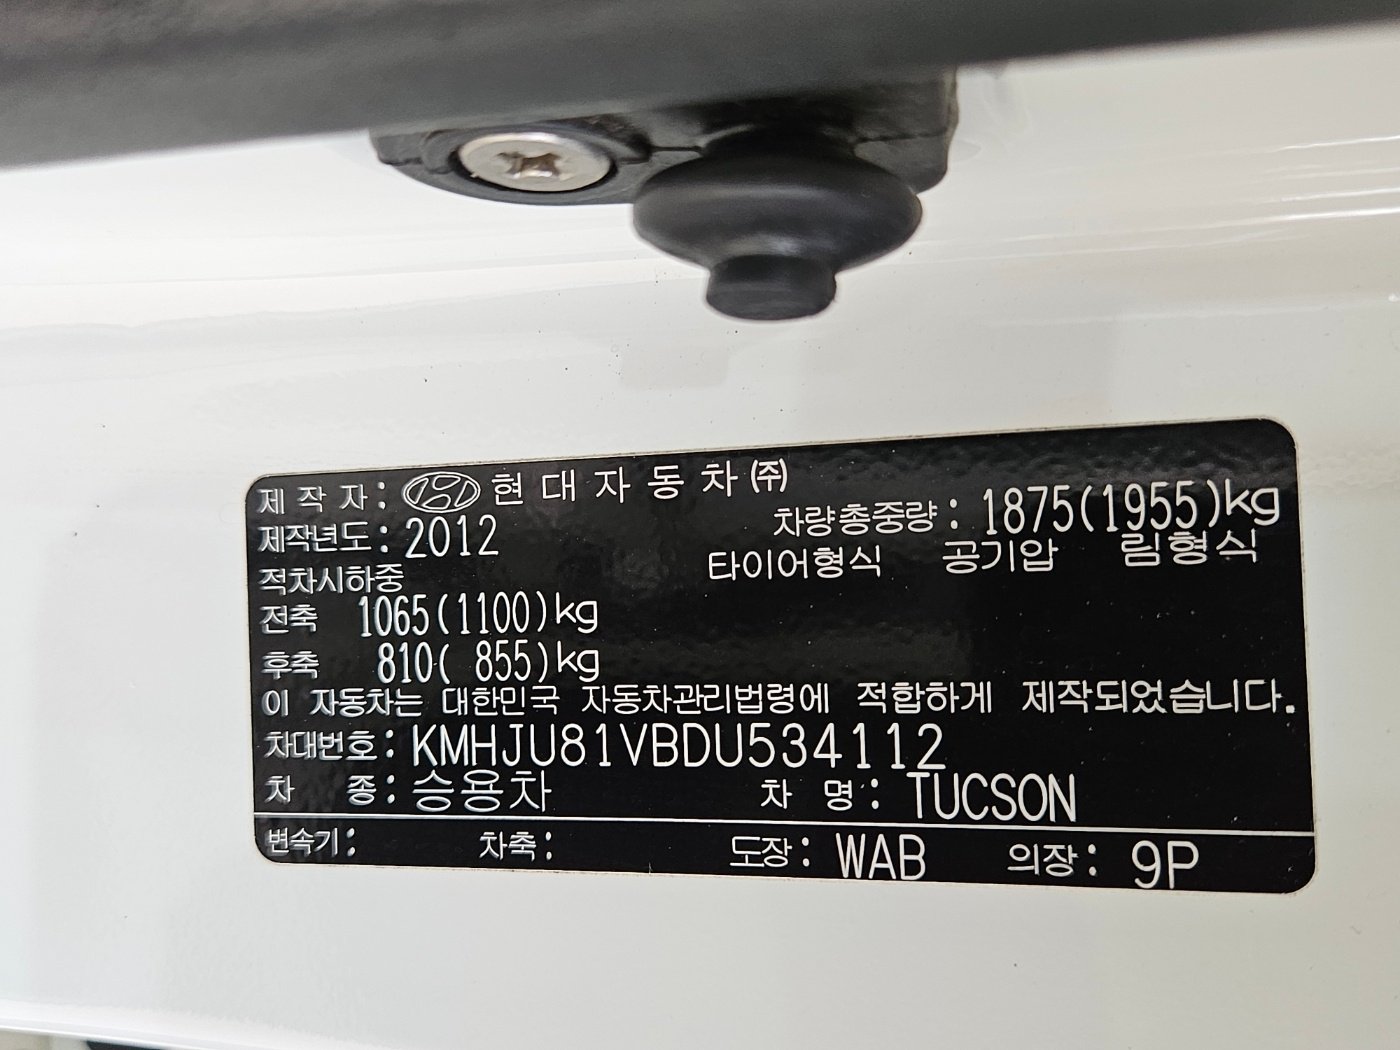 제작자: 현대자동차(주)
제작년도: 2012 차량총중량: 1875(1955)kg
적차시하중 타이어형식 공기압 림형식
전축 1065(1100)kg
후축 810( 855)kg
이 자동차는 대한민국 자동차관리법령에 적합하게 제작되었습니다.
차대번호: KMHJU81VBDU534112
차 종: 승용차 차 명: TUCSON
변속기: 차축: 도장: WAB 의장: 9P